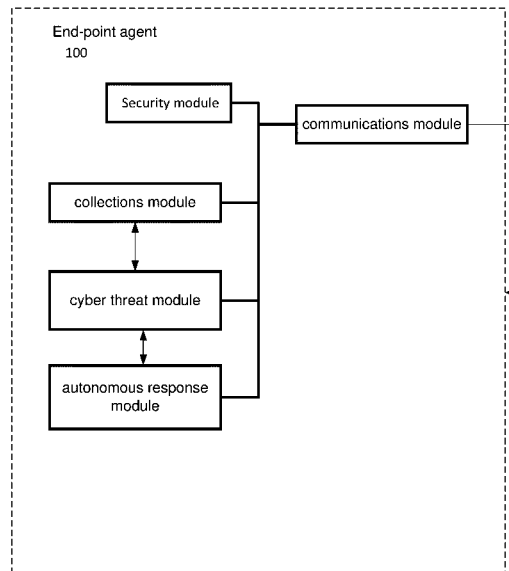 End-point agent
100
Security module
communications module
collections module
cyber threat module
autonomous response
module